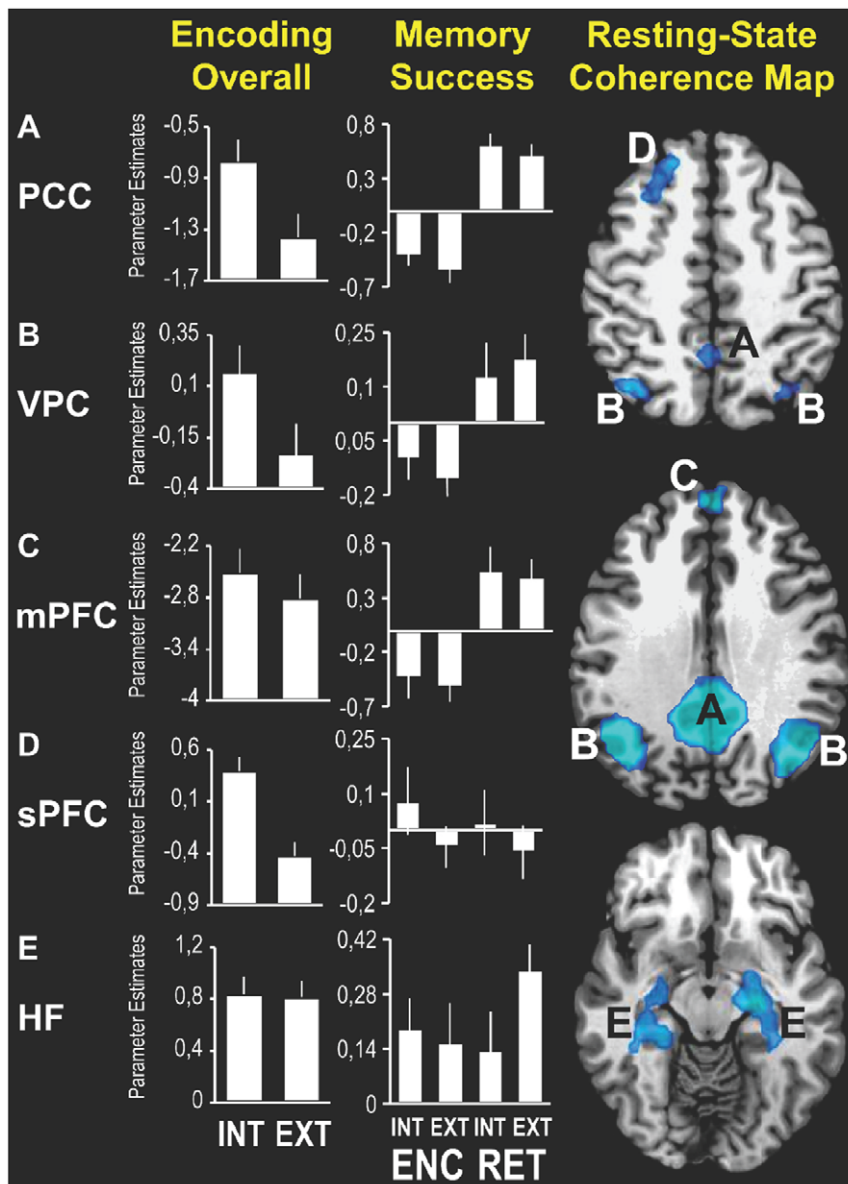 Encoding Overall
Memory Success
Resting-State Coherence Map
A
PCC
Parameter Estimates
-0,5
-0,9
-1,3
-1,7
0,8
0,3
-0,2
-0,7
D
A
B
B
B
VPC
Parameter Estimates
0,35
0,1
-0,15
-0,4
0,25
0,1
0,05
-0,2
C
mPFC
Parameter Estimates
-2,2
-2,8
-3,4
-4
0,8
0,3
-0,2
-0,7
C
A
B
B
D
sPFC
Parameter Estimates
0,6
0,1
-0,4
-0,9
0,25
0,1
-0,05
-0,2
E
HF
Parameter Estimates
1,2
0,8
0,4
0
0,42
0,28
0,14
0
E
E
INT EXT
INT EXT INT EXT
ENC RET